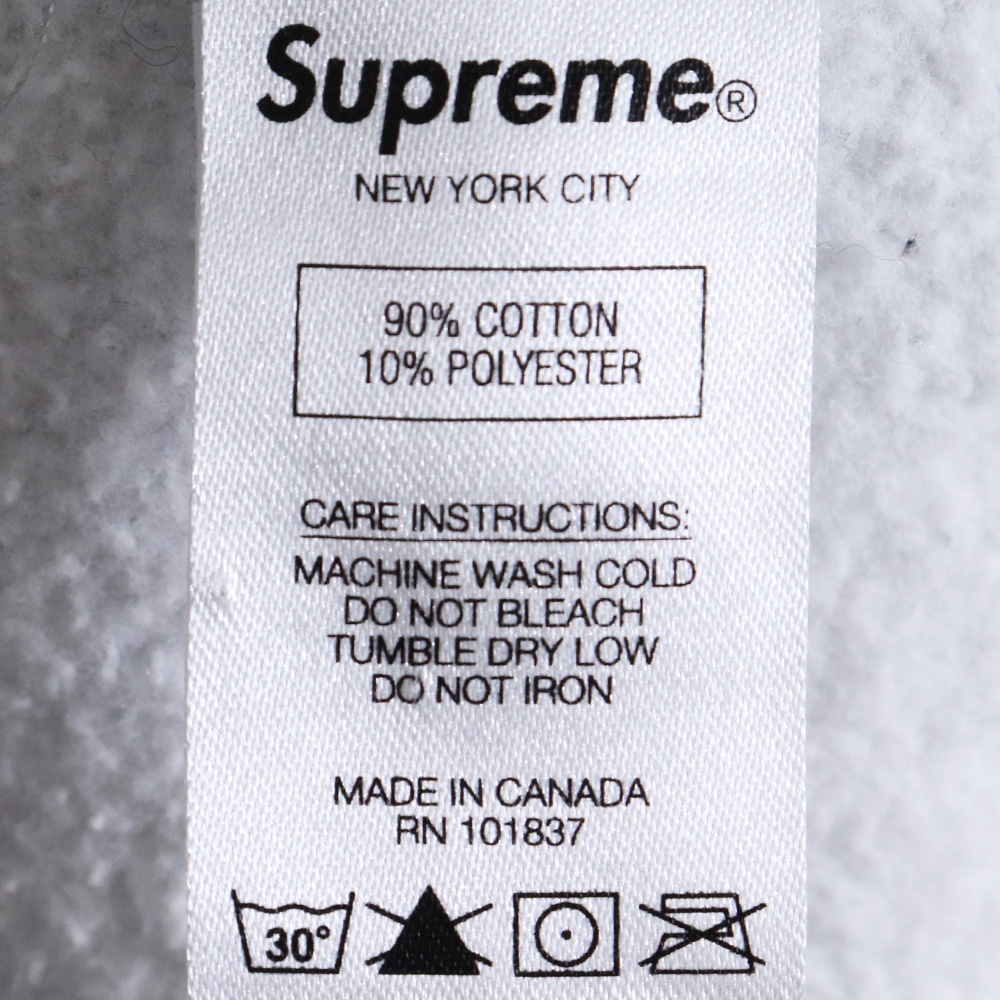 Supreme®
NEW YORK CITY
90% COTTON
10% POLYESTER
CARE INSTRUCTIONS:
MACHINE WASH COLD
DO NOT BLEACH
TUMBLE DRY LOW
DO NOT IRON
MADE IN CANADA
RN 101837
30°